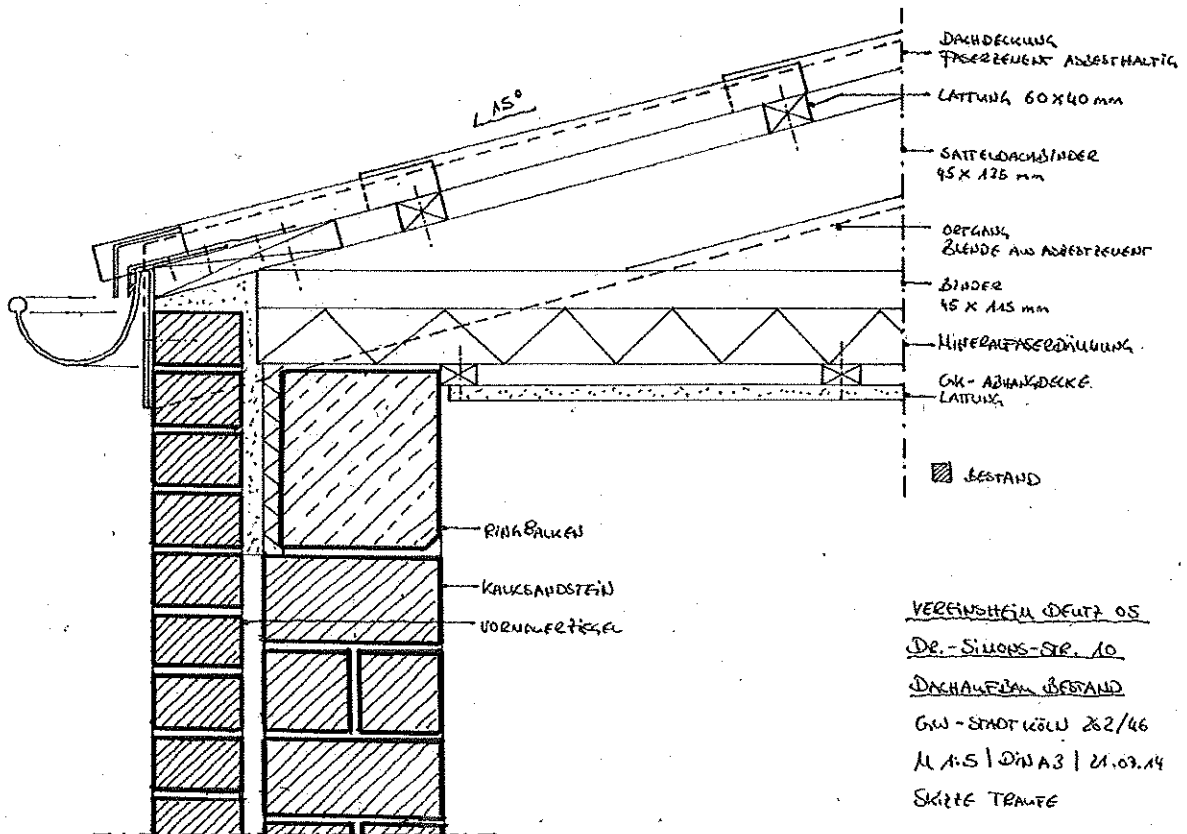 15°
DACHDECKUNG
FASERZEMENT ASBESTHALTIG
LATTUNG 60X40 mm
SATTELDACHBINDER
45 X 135 mm
ORTGANG
BLENDE AUS ASBESTZEMENT
BINDER
45 X 115 mm
MINERALFASERDÄMMUNG
GK-ABHANGDECKE
LATTUNG
BESTAND
RINGBALKEN
KALKSANDSTEIN
VORMAUERZIEGEL
VEREINSHEIM DEUTZ 05
DR.-SIMONS-STR. 10
DACHAUFBAU BESTAND
GW-STADT KÖLN 262/46
M 1:5 | DIN A3 | 21.07.14
SKIZZE TRAUFE